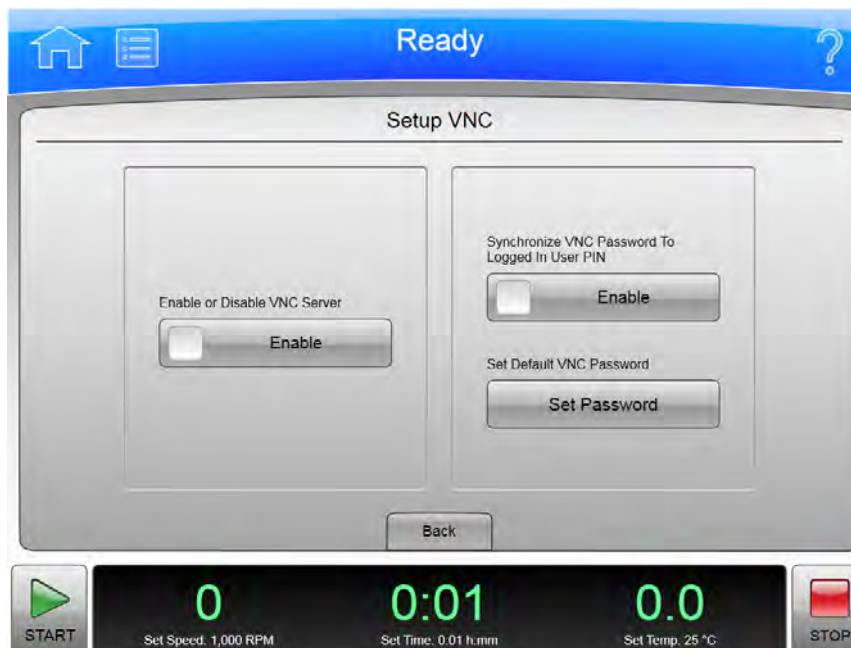 Ready
Setup VNC
Enable or Disable VNC Server
Enable
Synchronize VNC Password To
Logged In User PIN
Enable
Set Default VNC Password
Set Password
Back
START
0
Set Speed. 1,000 RPM
0:01
Set Time. 0.01 h:mm
0.0
Set Temp. 25 °C
STOP